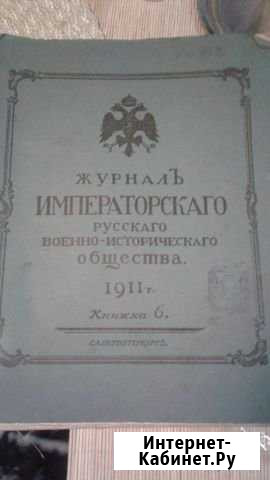 ЖУРНАЛЪ
ИМПЕРАТОРСКАГО
РУССКАГО
ВОЕННО-ИСТОРИЧЕСКАГО
ОБЩЕСТВА.
1911 г.
Книжка 6.
С.-ПЕТЕРБУРГЪ.
Интернет-
Кабинет.Ру